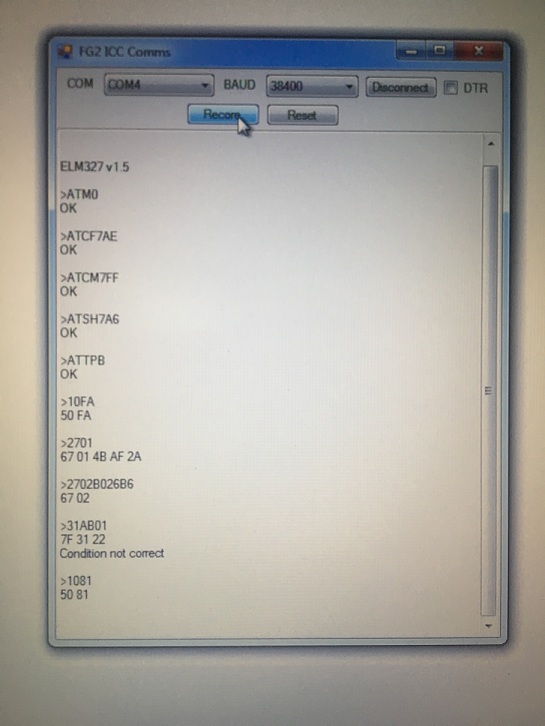 FG2 ICC Comms
COM COM4 BAUD 38400 Disconnect DTR
Recore Reset
ELM327 v1.5
>ATM0
OK
>ATCF7AE
OK
>ATCM7FF
OK
>ATSH7A6
OK
>ATTPB
OK
>10FA
50 FA
>2701
67 01 4B AF 2A
>2702B026B6
67 02
>31AB01
7F 31 22
Condition not correct
>1081
50 81